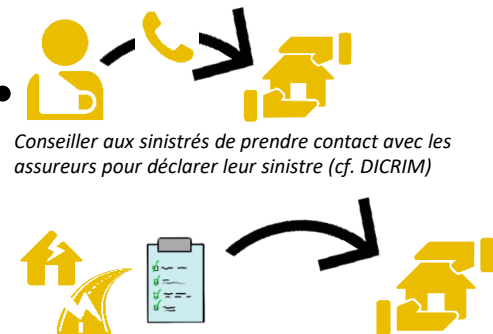 Conseiller aux sinistrés de prendre contact avec les
assureurs pour déclarer leur sinistre (cf. DICRIM)